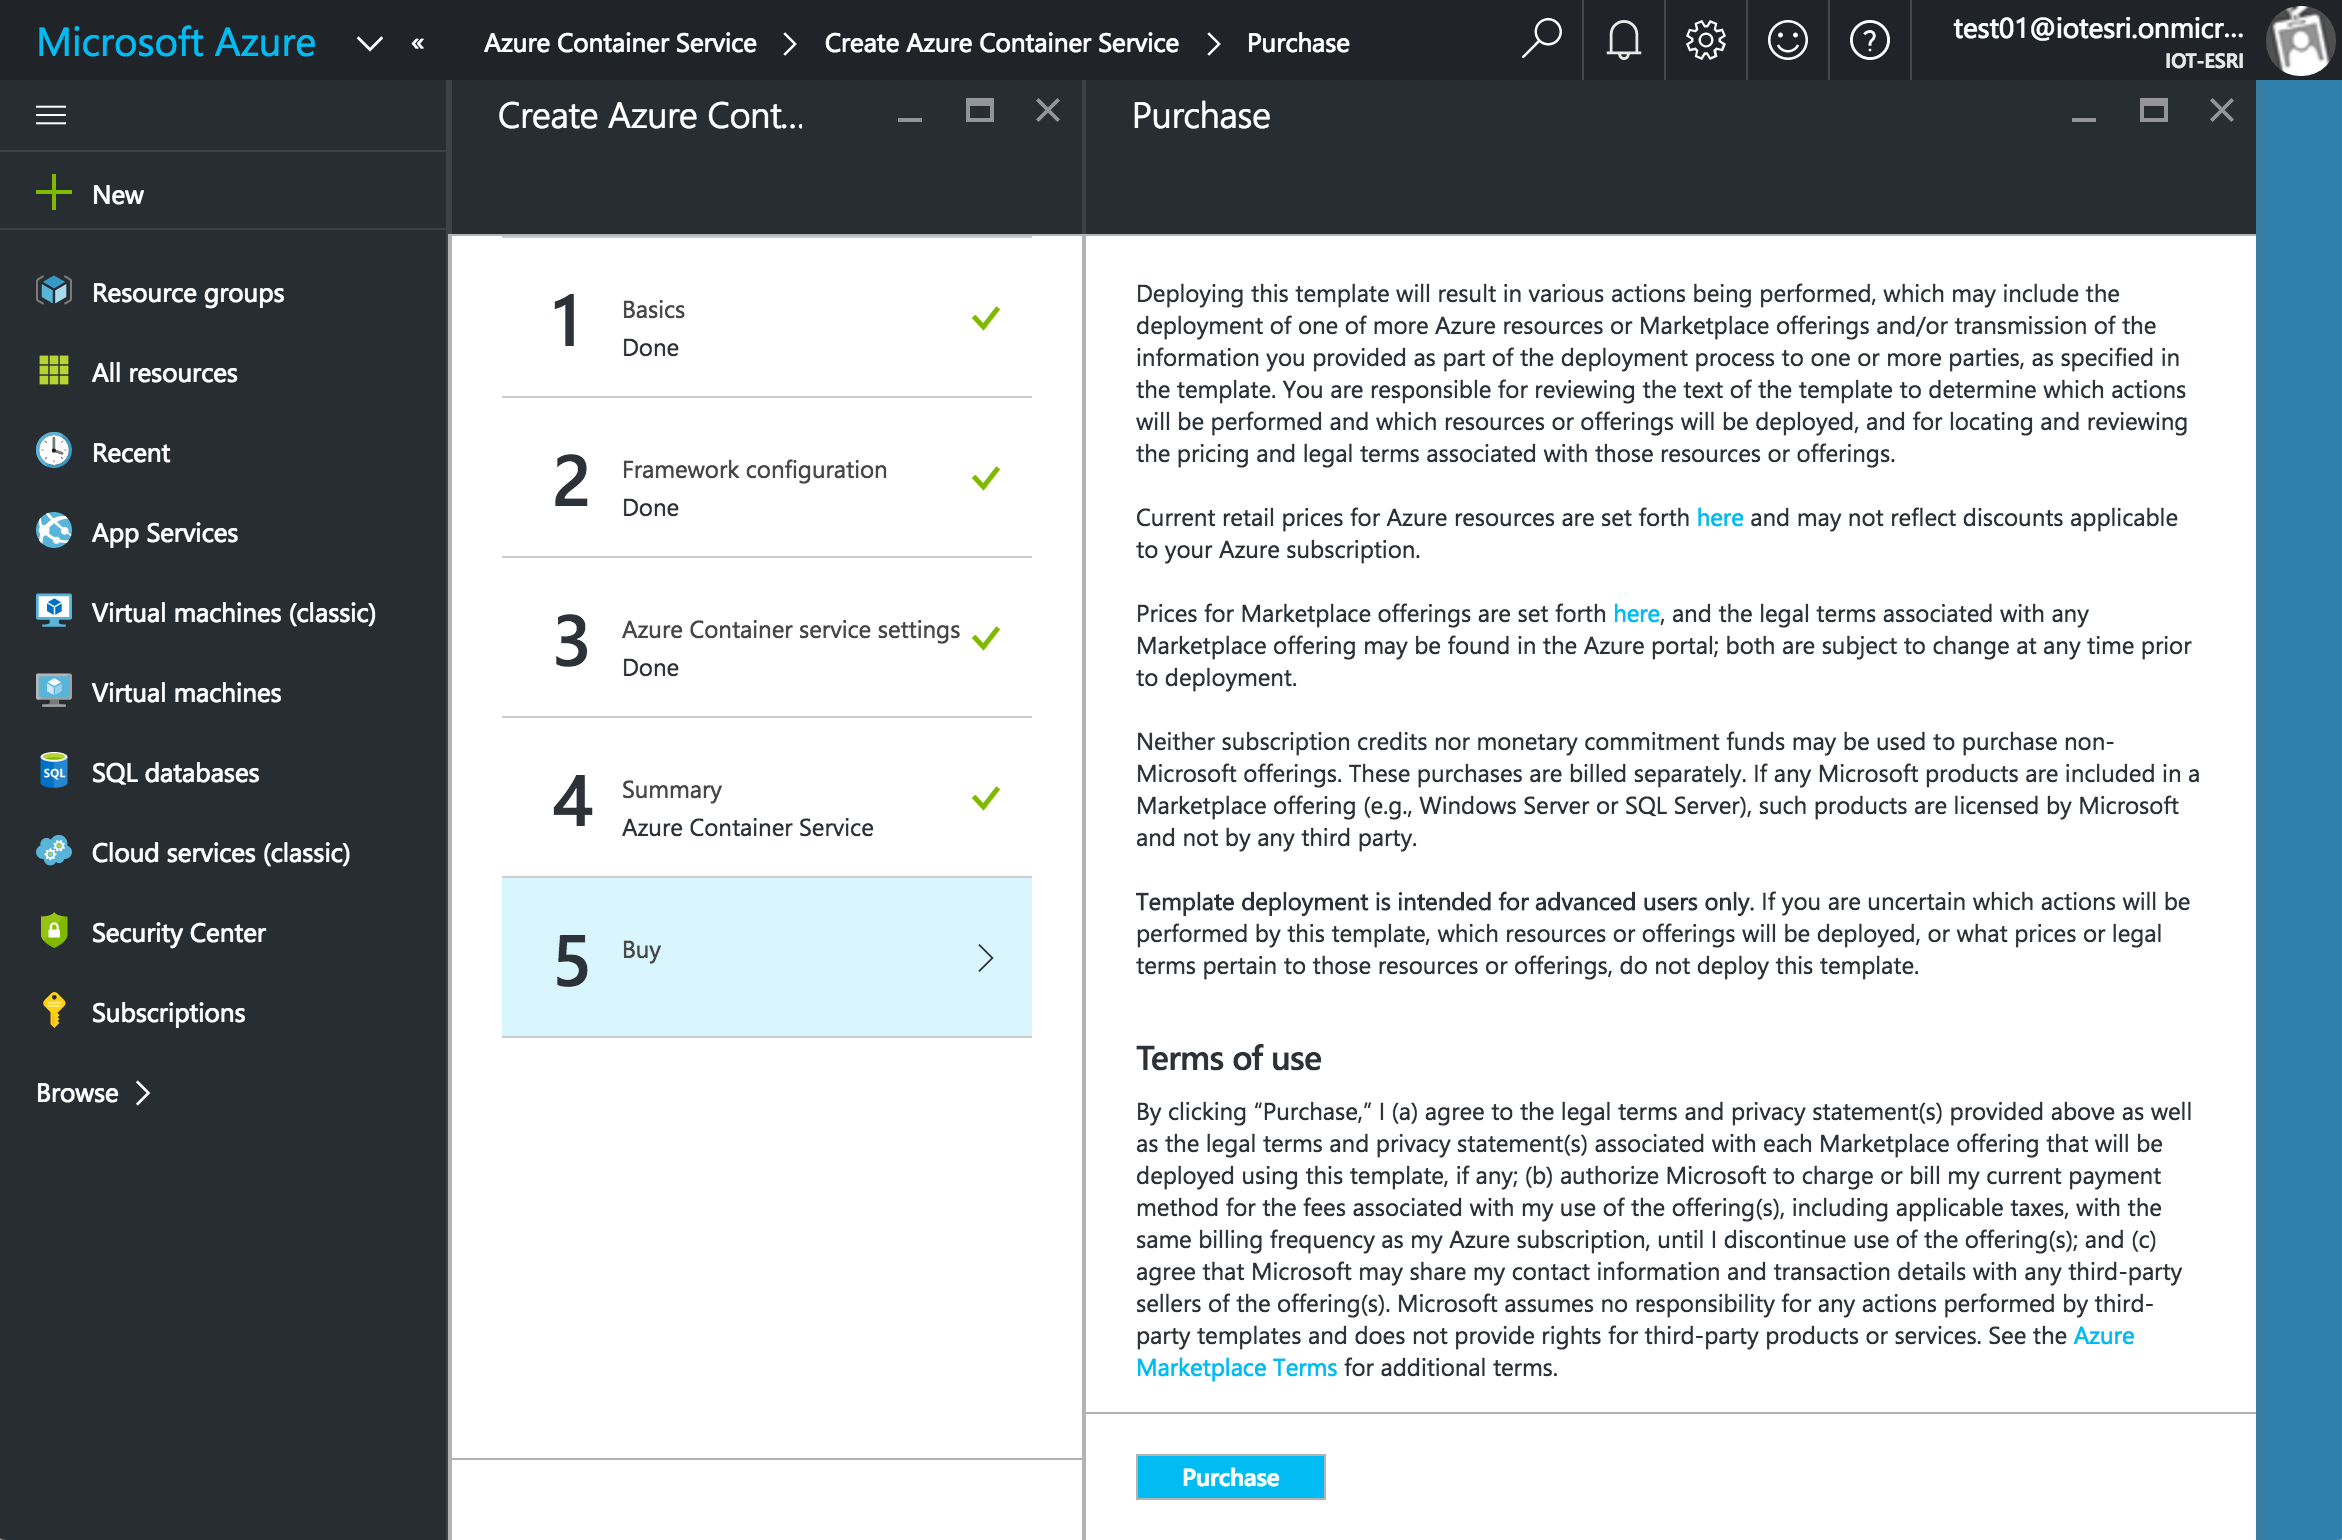 Microsoft Azure
«
Azure Container Service > Create Azure Container Service > Purchase
test01@iotesri.onmicr...
IOT-ESRI
New
Resource groups
All resources
Recent
App Services
Virtual machines (classic)
Virtual machines
SQL
SQL databases
Cloud services (classic)
Security Center
Subscriptions
Browse >
Create Azure Cont...
1
Basics
Done
2
Framework configuration
Done
3
Azure Container service settings
Done
4
Summary
Azure Container Service
5
Buy
Purchase
Deploying this template will result in various actions being performed, which may include the
deployment of one of more Azure resources or Marketplace offerings and/or transmission of the
information you provided as part of the deployment process to one or more parties, as specified in
the template. You are responsible for reviewing the text of the template to determine which actions
will be performed and which resources or offerings will be deployed, and for locating and reviewing
the pricing and legal terms associated with those resources or offerings.
Current retail prices for Azure resources are set forth here and may not reflect discounts applicable
to your Azure subscription.
Prices for Marketplace offerings are set forth here, and the legal terms associated with any
Marketplace offering may be found in the Azure portal; both are subject to change at any time prior
to deployment.
Neither subscription credits nor monetary commitment funds may be used to purchase non-
Microsoft offerings. These purchases are billed separately. If any Microsoft products are included in a
Marketplace offering (e.g., Windows Server or SQL Server), such products are licensed by Microsoft
and not by any third party.
Template deployment is intended for advanced users only. If you are uncertain which actions will be
performed by this template, which resources or offerings will be deployed, or what prices or legal
terms pertain to those resources or offerings, do not deploy this template.
Terms of use
By clicking “Purchase,” I (a) agree to the legal terms and privacy statement(s) provided above as well
as the legal terms and privacy statement(s) associated with each Marketplace offering that will be
deployed using this template, if any; (b) authorize Microsoft to charge or bill my current payment
method for the fees associated with my use of the offering(s), including applicable taxes, with the
same billing frequency as my Azure subscription, until I discontinue use of the offering(s); and (c)
agree that Microsoft may share my contact information and transaction details with any third-party
sellers of the offering(s). Microsoft assumes no responsibility for any actions performed by third-
party templates and does not provide rights for third-party products or services. See the Azure
Marketplace Terms for additional terms.
Purchase